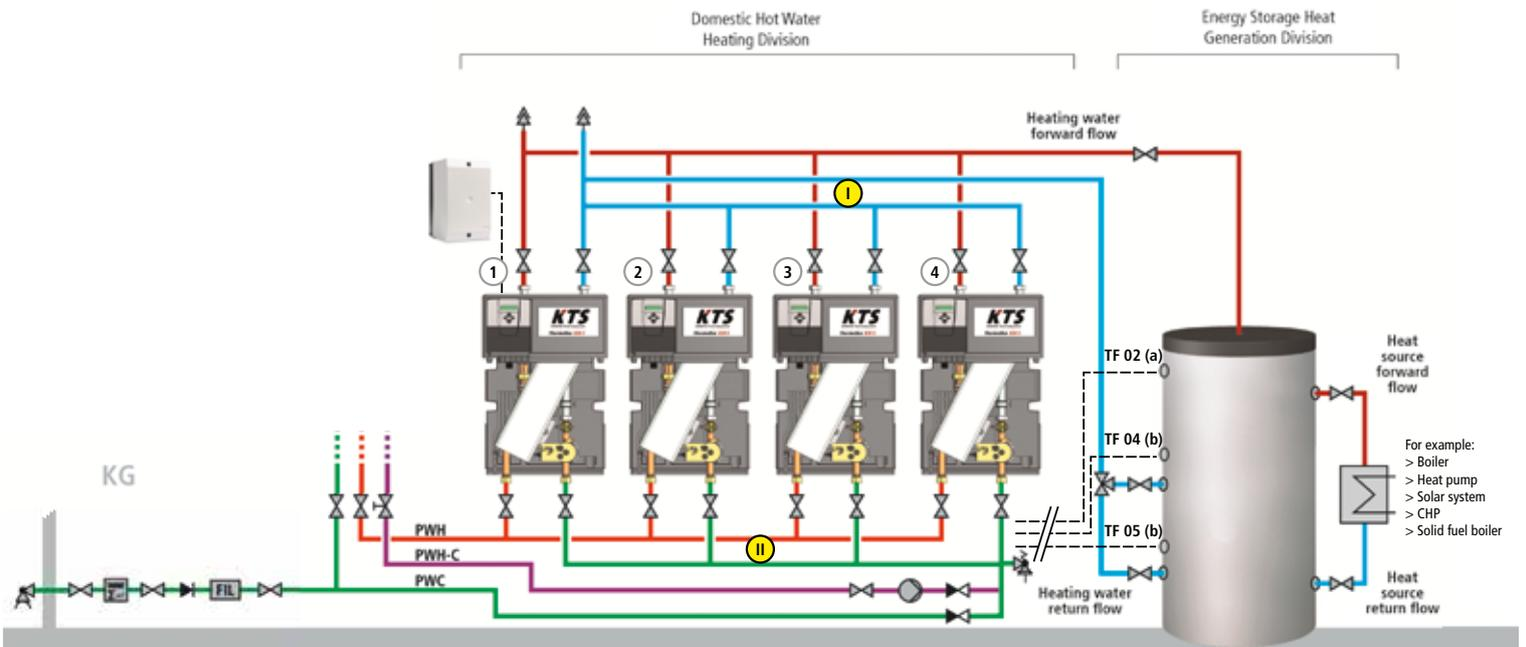 Domestic Hot Water
Heating Division
Energy Storage Heat
Generation Division
Heating water
forward flow
I
1
2
3
4
KTS
KTS
KTS
KTS
TF 02 (a)
Heat
source
forward
flow
TF 04 (b)
For example:
> Boiler
> Heat pump
> Solar system
> CHP
> Solid fuel boiler
KG
PWH
II
TF 05 (b)
PWH-C
PWC
FIL
Heating water
return flow
Heat
source
return flow